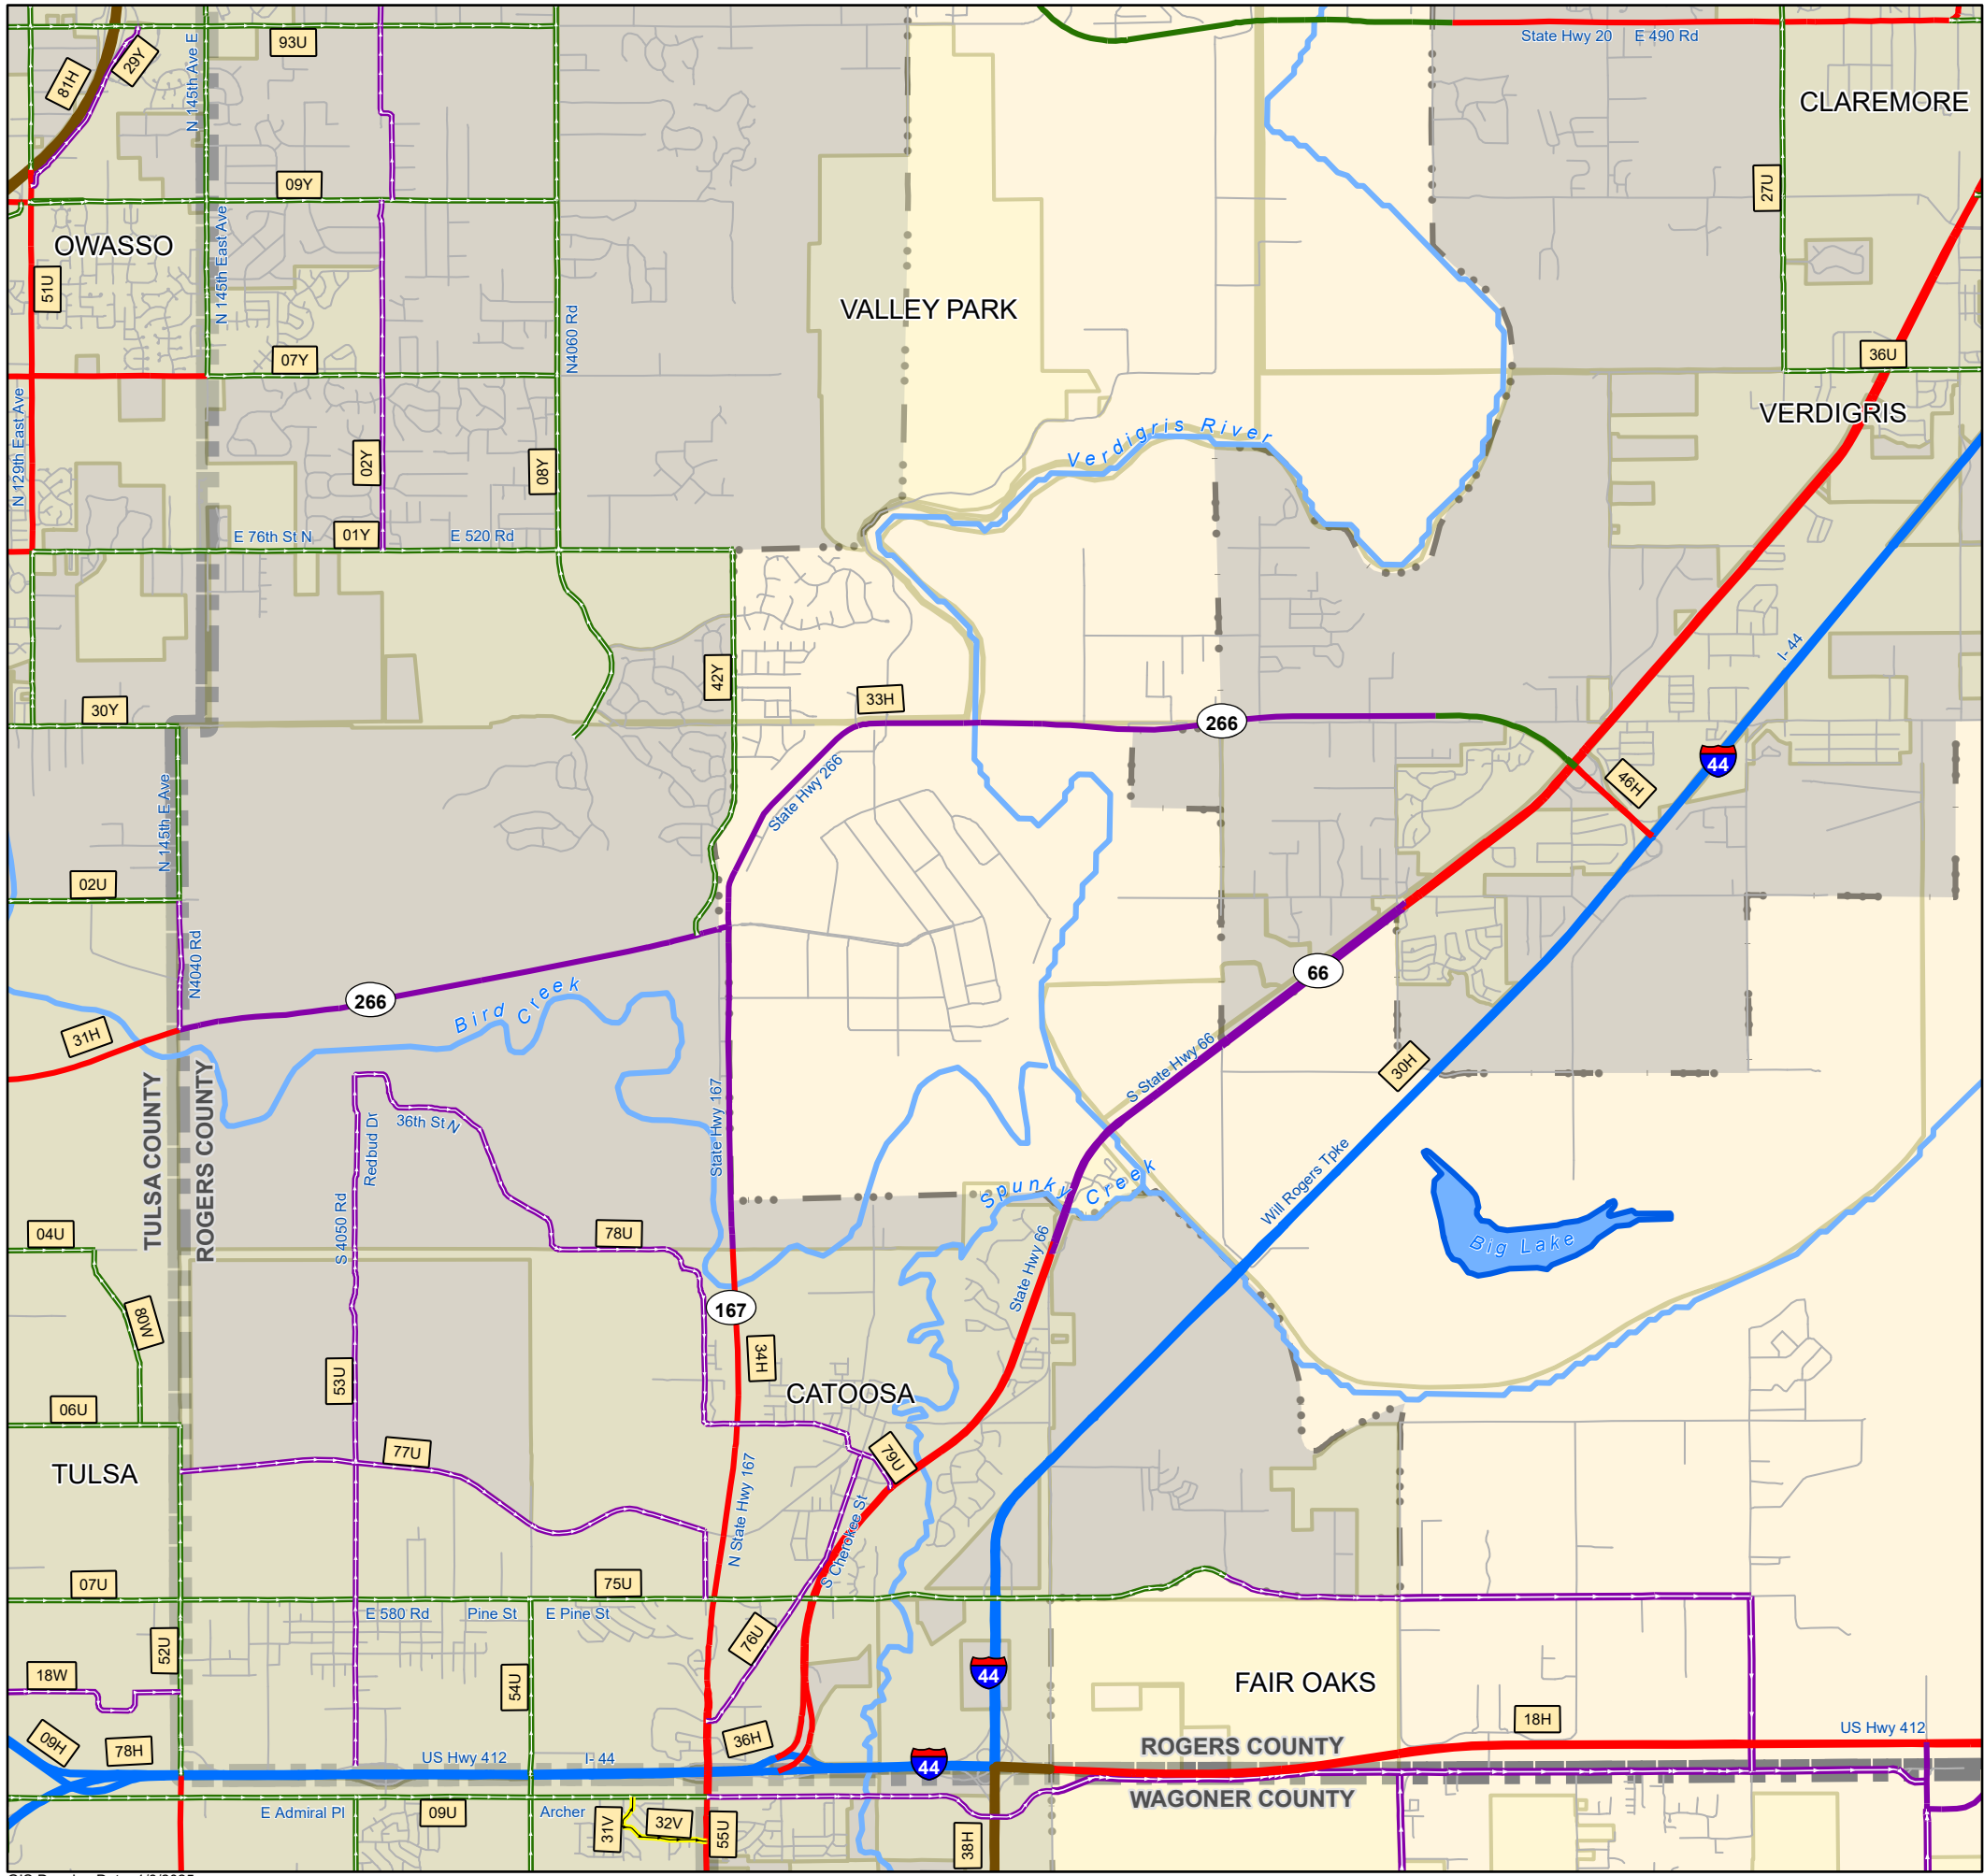 State Hwy 20 E 490 Rd
93U
81H
29Y
N 145th Ave E
CLAREMORE
09Y
27U
OWASSO
N 145th East Ave
51U
VALLEY PARK
N4060 Rd
07Y
36U
VERDIGRIS
N 129th East Ave
Verdigris River
02Y
08Y
E 76th St N
01Y
E 520 Rd
I- 44
42Y
33H
30Y
266
44
46H
State Hwy 266
N 145th E Ave
02U
N4040 Rd
66
266
Bird Creek
31H
S State Hwy 66
30H
TULSA COUNTY
ROGERS COUNTY
Redbud Dr
36th St N
State Hwy 167
Will Rogers Tpke
Spunky Creek
04U
S 4050 Rd
78U
Big Lake
State Hwy 66
167
80W
34H
53U
CATOOSA
06U
77U
79U
TULSA
N State Hwy 167
S Cherokee St
07U
75U
E 580 Rd
Pine St
E Pine St
52U
76U
18W
54U
44
FAIR OAKS
18H
US Hwy 412
09H
78H
36H
US Hwy 412
I- 44
44
ROGERS COUNTY
WAGONER COUNTY
E Admiral Pl
09U
Archer
31V
32V
55U
38H